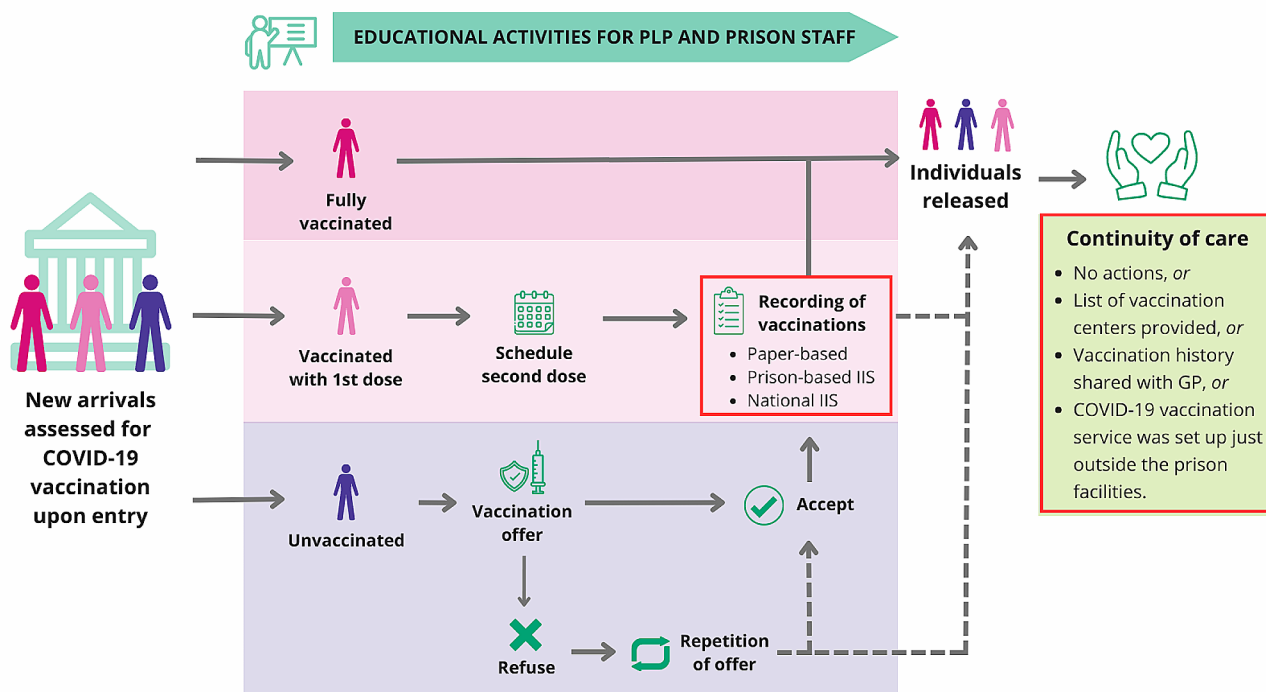 EDUCATIONAL ACTIVITIES FOR PLP AND PRISON STAFF
New arrivals
assessed for
COVID-19
vaccination
upon entry
Fully
vaccinated
Vaccinated
with 1st dose
Schedule
second dose
Recording of
vaccinations
• Paper-based
• Prison-based IIS
• National IIS
Unvaccinated
Vaccination
offer
Accept
Refuse
Repetition
of offer
Individuals
released
Continuity of care
• No actions, or
• List of vaccination
centers provided, or
• Vaccination history
shared with GP, or
• COVID-19 vaccination
service was set up just
outside the prison
facilities.